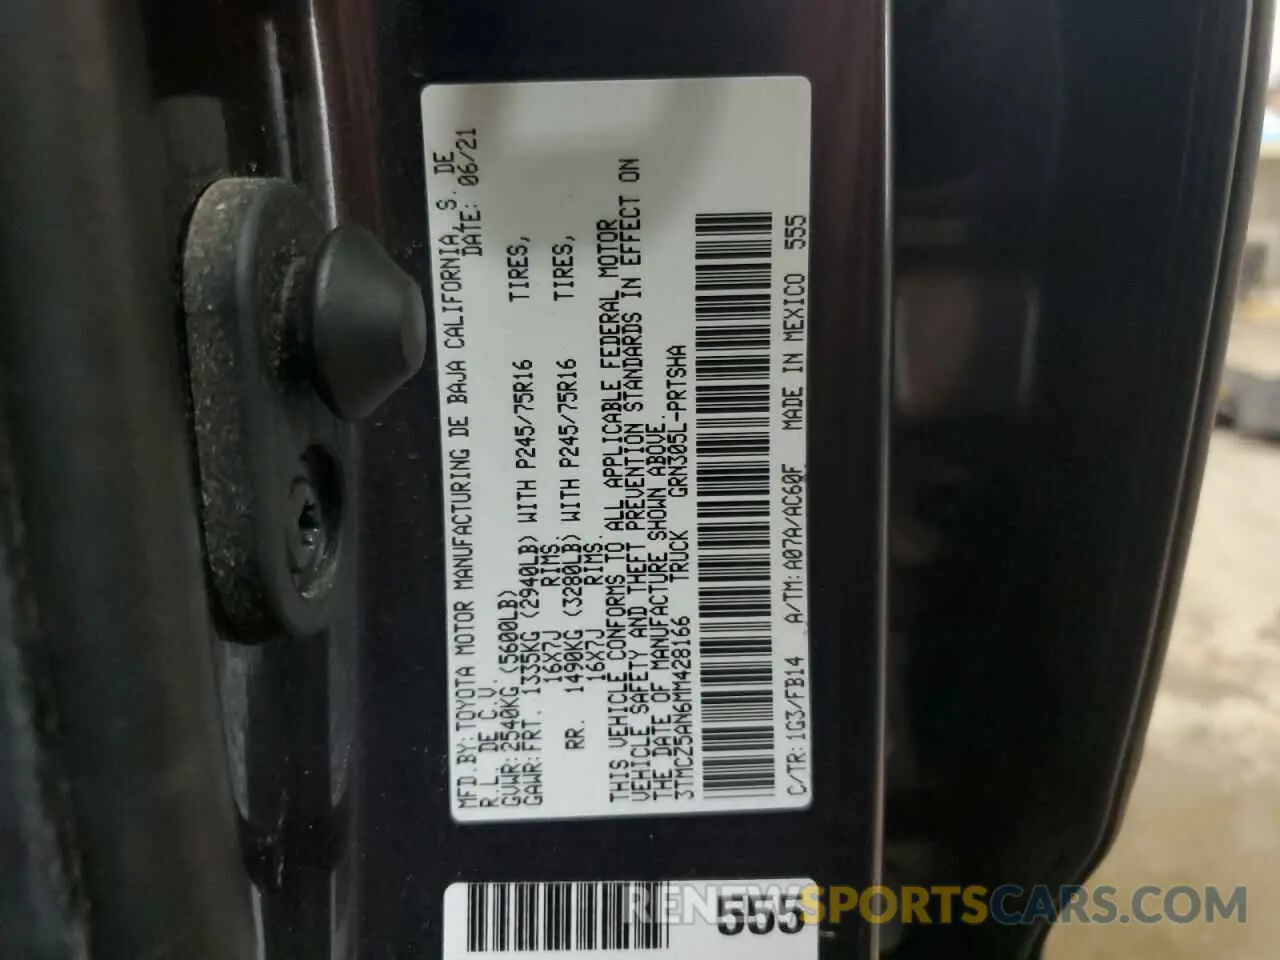 MFD.BY:TOYOTA MOTOR MANUFACTURING DE BAJA CALIFORNIA, S. DE
R.L. DE C.V. DATE: 06/21
GVWR:2540KG (5600LB)
GAWR:FRT. 1335KG (2940LB) WITH P245/75R16 TIRES,
16X7J RIMS.
RR. 1490KG (3280LB) WITH P245/75R16 TIRES,
16X7J RIMS.
THIS VEHICLE CONFORMS TO ALL APPLICABLE FEDERAL MOTOR
VEHICLE SAFETY AND THEFT PREVENTION STANDARDS IN EFFECT ON
THE DATE OF MANUFACTURE SHOWN ABOVE.
3TMCZ5AN6MM428166 TRUCK GRN305L-PRTSHA
C/TR:1G3/FB14 A/TM:A07A/AC60F MADE IN MEXICO 555
555
RENEWSPORTSCARS.COM